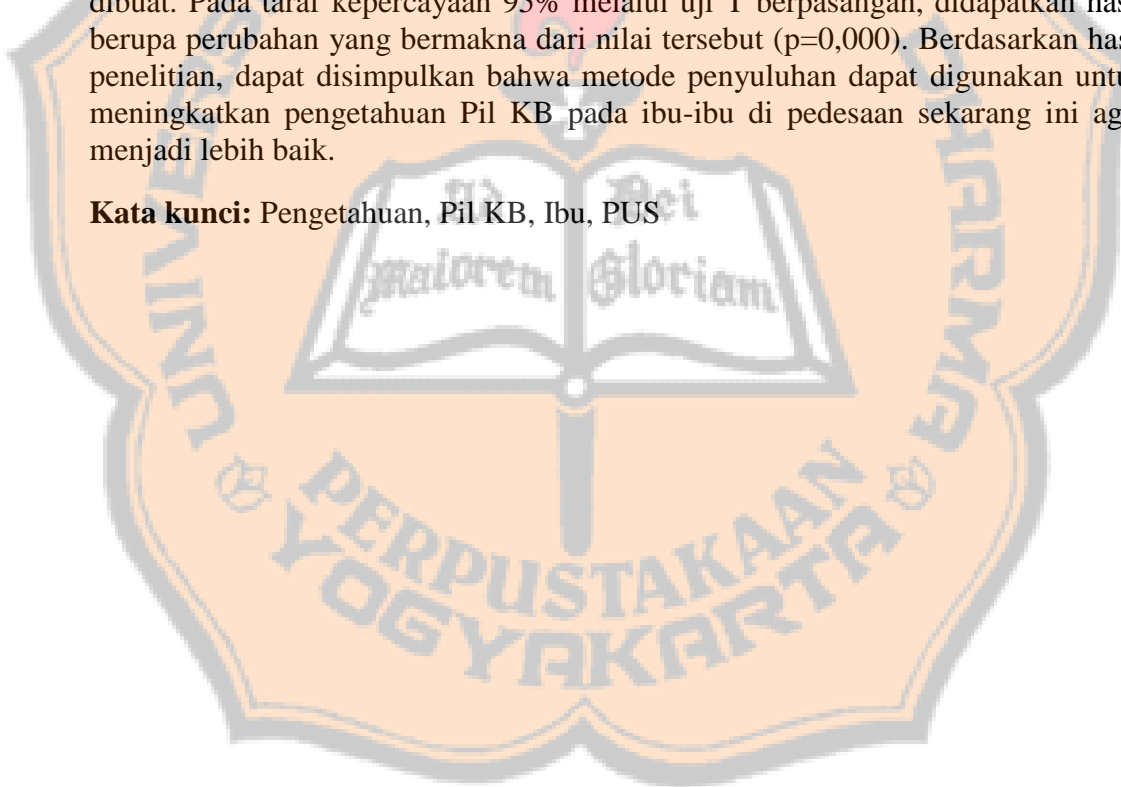 dibuat. Pada taraf kepercayaan 95% melalui uji T berpasangan, didapatkan has
berupa perubahan yang bermakna dari nilai tersebut (p=0,000). Berdasarkan has
penelitian, dapat disimpulkan bahwa metode penyuluhan dapat digunakan untu
meningkatkan pengetahuan Pil KB pada ibu-ibu di pedesaan sekarang ini ag
menjadi lebih baik.
Kata kunci: Pengetahuan, Pil KB, Ibu, PUS
Ad Dei
Maiorem Gloriam
UNIVERS
DHARMA
PERPUSTAKAAN
YOGYAKARTA